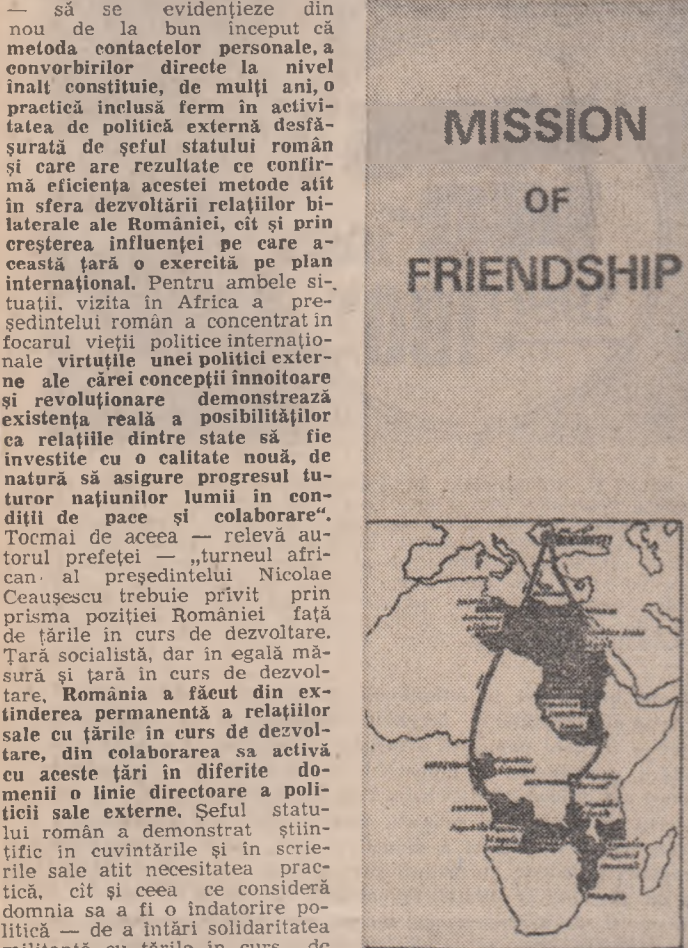 — să se evidențieze din
nou de la bun început că
metoda contactelor personale, a
convorbirilor directe la nivel
înalt constituie, de mulți ani, o
practică inclusă ferm în activi-
tatea de politică externă desfă-
șurată de șeful statului român
și care are rezultate ce confir-
mă eficiența acestei metode atît
în sfera dezvoltării relațiilor bi-
laterale ale României, cît și prin
creșterea influenței pe care a-
ceastă țară o exercită pe plan
internațional. Pentru ambele si-
tuații, vizita în Africa a pre-
ședintelui român a concentrat în
focarul vieții politice internațio-
nale virtuțile unei politici exter-
ne ale cărei concepții înnoitoare
și revoluționare demonstrează
existența reală a posibilităților
ca relațiile dintre state să fie
investite cu o calitate nouă, de
natură să asigure progresul tu-
turor națiunilor lumii în con-
diții de pace și colaborare“.
Tocmai de aceea — relevă au-
torul prefeței — „turneul afri-
can al președintelui Nicolae
Ceaușescu trebuie privit prin
prisma poziției României față
de țările în curs de dezvoltare.
Țară socialistă, dar în egală mă-
sură și țară în curs de dezvol-
tare, România a făcut din ex-
tinderea permanentă a relațiilor
sale cu țările în curs de dezvol-
tare, din colaborarea sa activă
cu aceste țări în diferite do-
menii o linie directoare a poli-
ticii sale externe. Șeful statu-
lui român a demonstrat știin-
țific în cuvîntările și în scrie-
rile sale atît necesitatea prac-
tică, cît și ceea ce consideră
domnia sa a fi o îndatorire po-
litică — de a întări solidaritatea
militantă cu țările în curs de
MISSION
OF
FRIENDSHIP